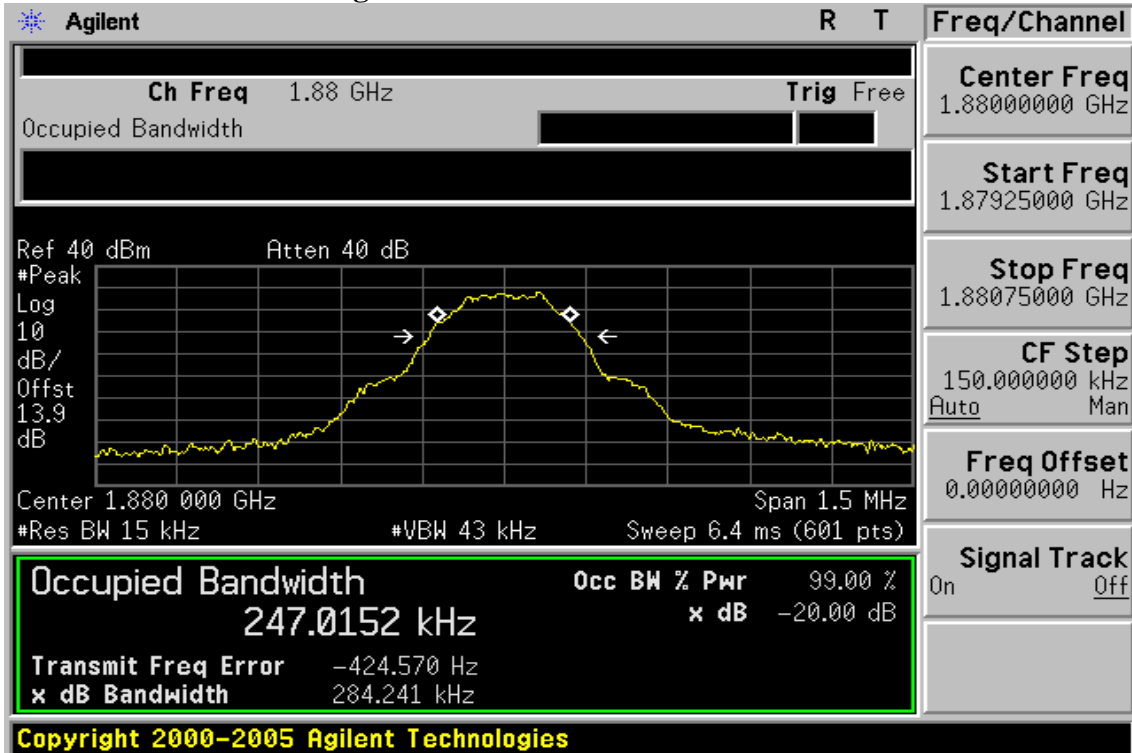 Agilent R T Freq/Channel
Ch Freq 1.88 GHz Trig Free
Occupied Bandwidth
Center Freq
1.88000000 GHz
Start Freq
1.87925000 GHz
Stop Freq
1.88075000 GHz
CF Step
150.000000 kHz
Auto Man
Freq Offset
0.00000000 Hz
Signal Track
On Off
Ref 40 dBm Atten 40 dB
#Peak
Log
10
dB/
Offst
13.9
dB
Center 1.880 000 GHz Span 1.5 MHz
#Res BW 15 kHz #VBW 43 kHz Sweep 6.4 ms (601 pts)
Occupied Bandwidth Occ BW % Pwr 99.00 %
247.0152 kHz x dB -20.00 dB
Transmit Freq Error -424.570 Hz
x dB Bandwidth 284.241 kHz
Copyright 2000-2005 Agilent Technologies